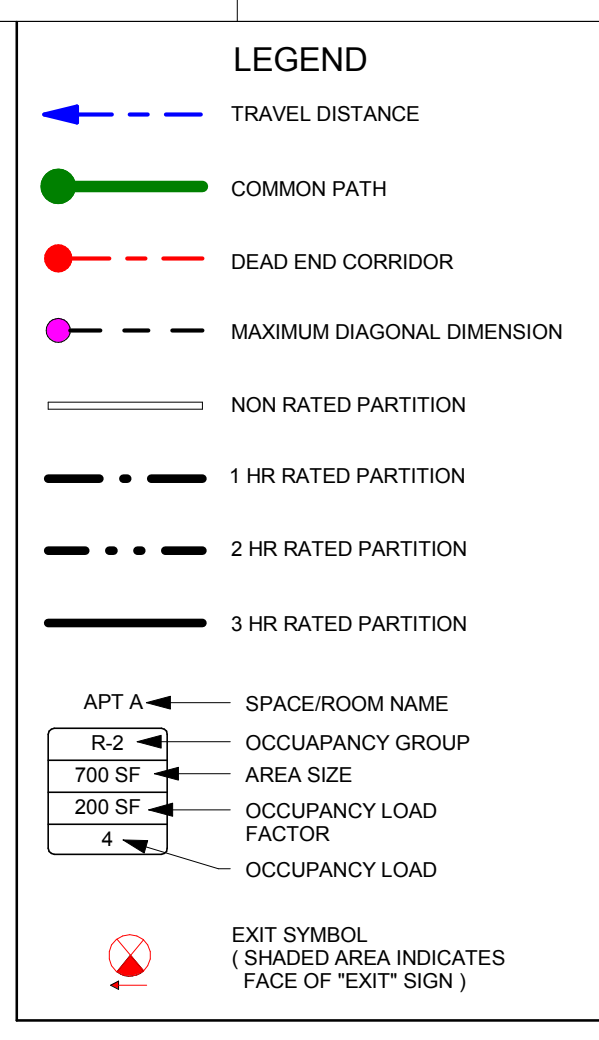 LEGEND
TRAVEL DISTANCE
COMMON PATH
DEAD END CORRIDOR
MAXIMUM DIAGONAL DIMENSION
NON RATED PARTITION
1 HR RATED PARTITION
2 HR RATED PARTITION
3 HR RATED PARTITION
APT A
SPACE/ROOM NAME
R-2
OCCUAPANCY GROUP
700 SF
AREA SIZE
200 SF
OCCUPANCY LOAD
FACTOR
4
OCCUPANCY LOAD
EXIT SYMBOL
( SHADED AREA INDICATES
FACE OF "EXIT" SIGN )